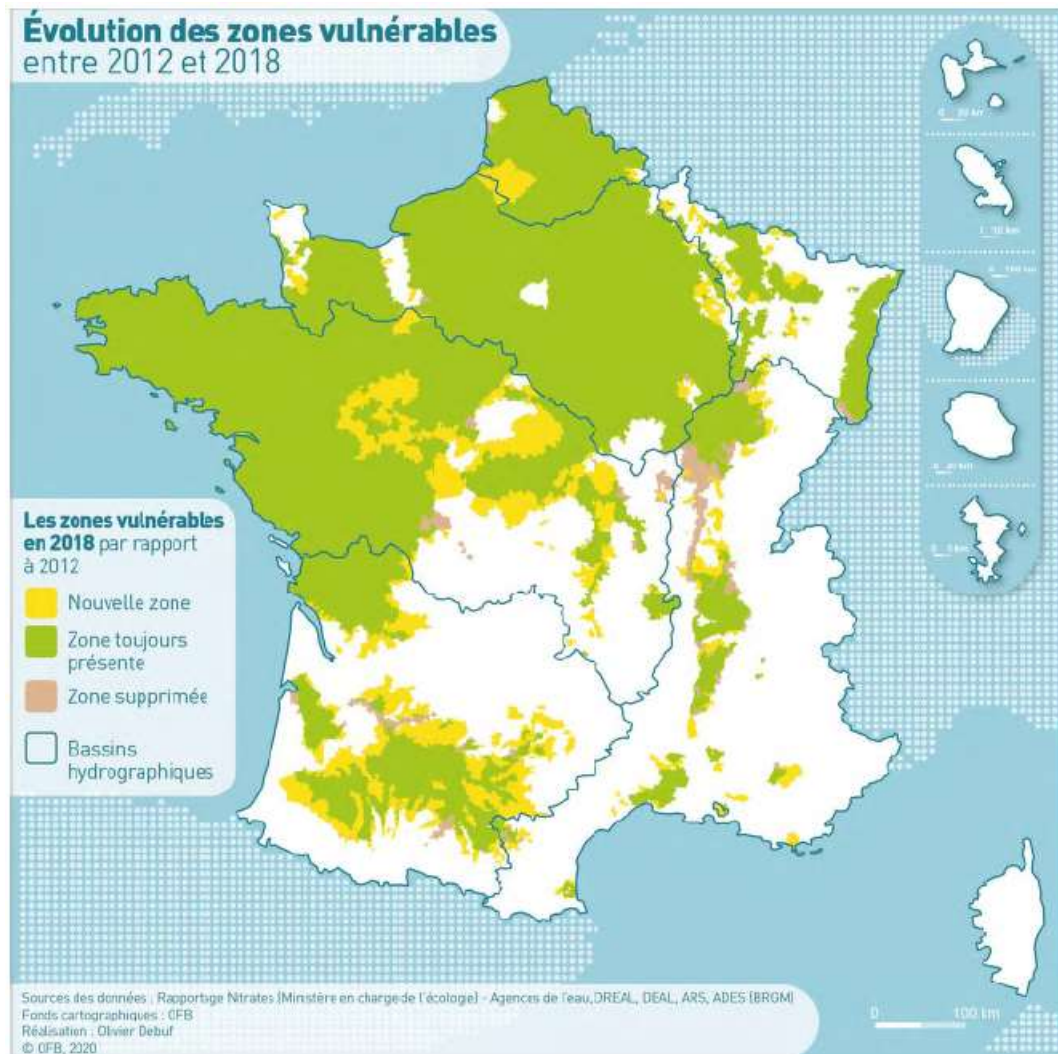 Évolution des zones vulnérables
entre 2012 et 2018
Les zones vulnérables
en 2018 par rapport
à 2012
Nouvelle zone
Zone toujours
présente
Zone supprimée
Bassins
hydrographiques
Sources des données : Rapportage Nitrates (Ministère en charge de l'écologie) - Agences de l'eau, DREAL, DEAL, ARS, ADES (BRGM)
Fonds cartographiques : OFB
Réalisation : Olivier Debuf
© OFB, 2020
0 100 km